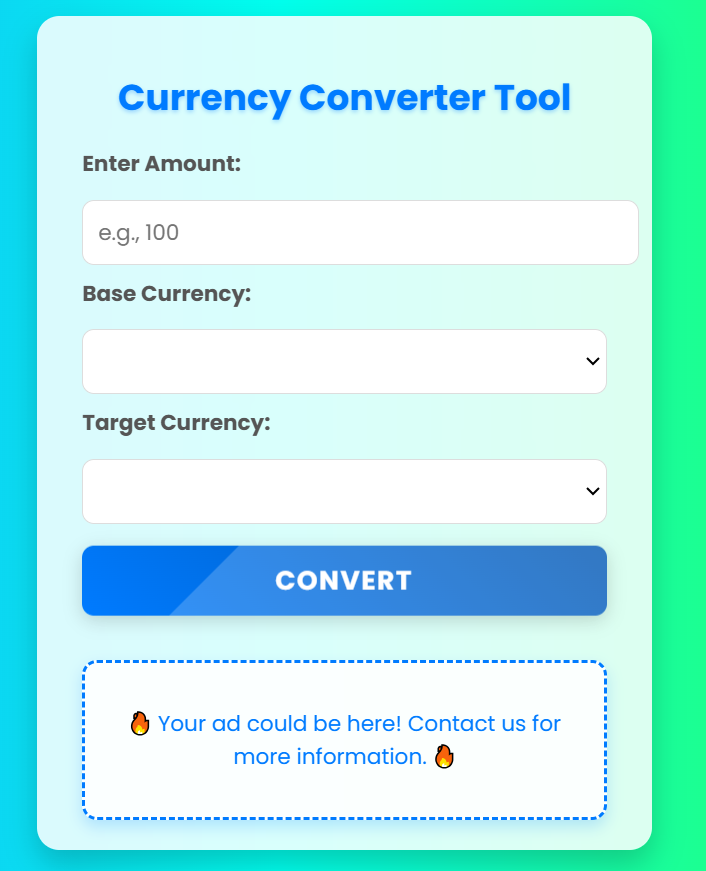 Currency Converter Tool
Enter Amount:
e.g., 100
Base Currency:
Target Currency:
CONVERT
🔥 Your ad could be here! Contact us for
more information. 🔥